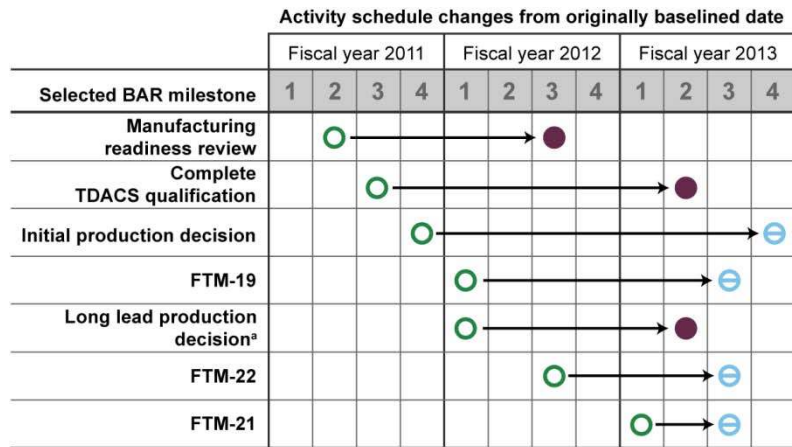 Activity schedule changes from originally baselined date
Fiscal year 2011 Fiscal year 2012 Fiscal year 2013
Selected BAR milestone 1 2 3 4 1 2 3 4 1 2 3 4
Manufacturing
readiness review
Complete
TDACS qualification
Initial production decision
FTM-19
Long lead production
decisionᵃ
FTM-22
FTM-21